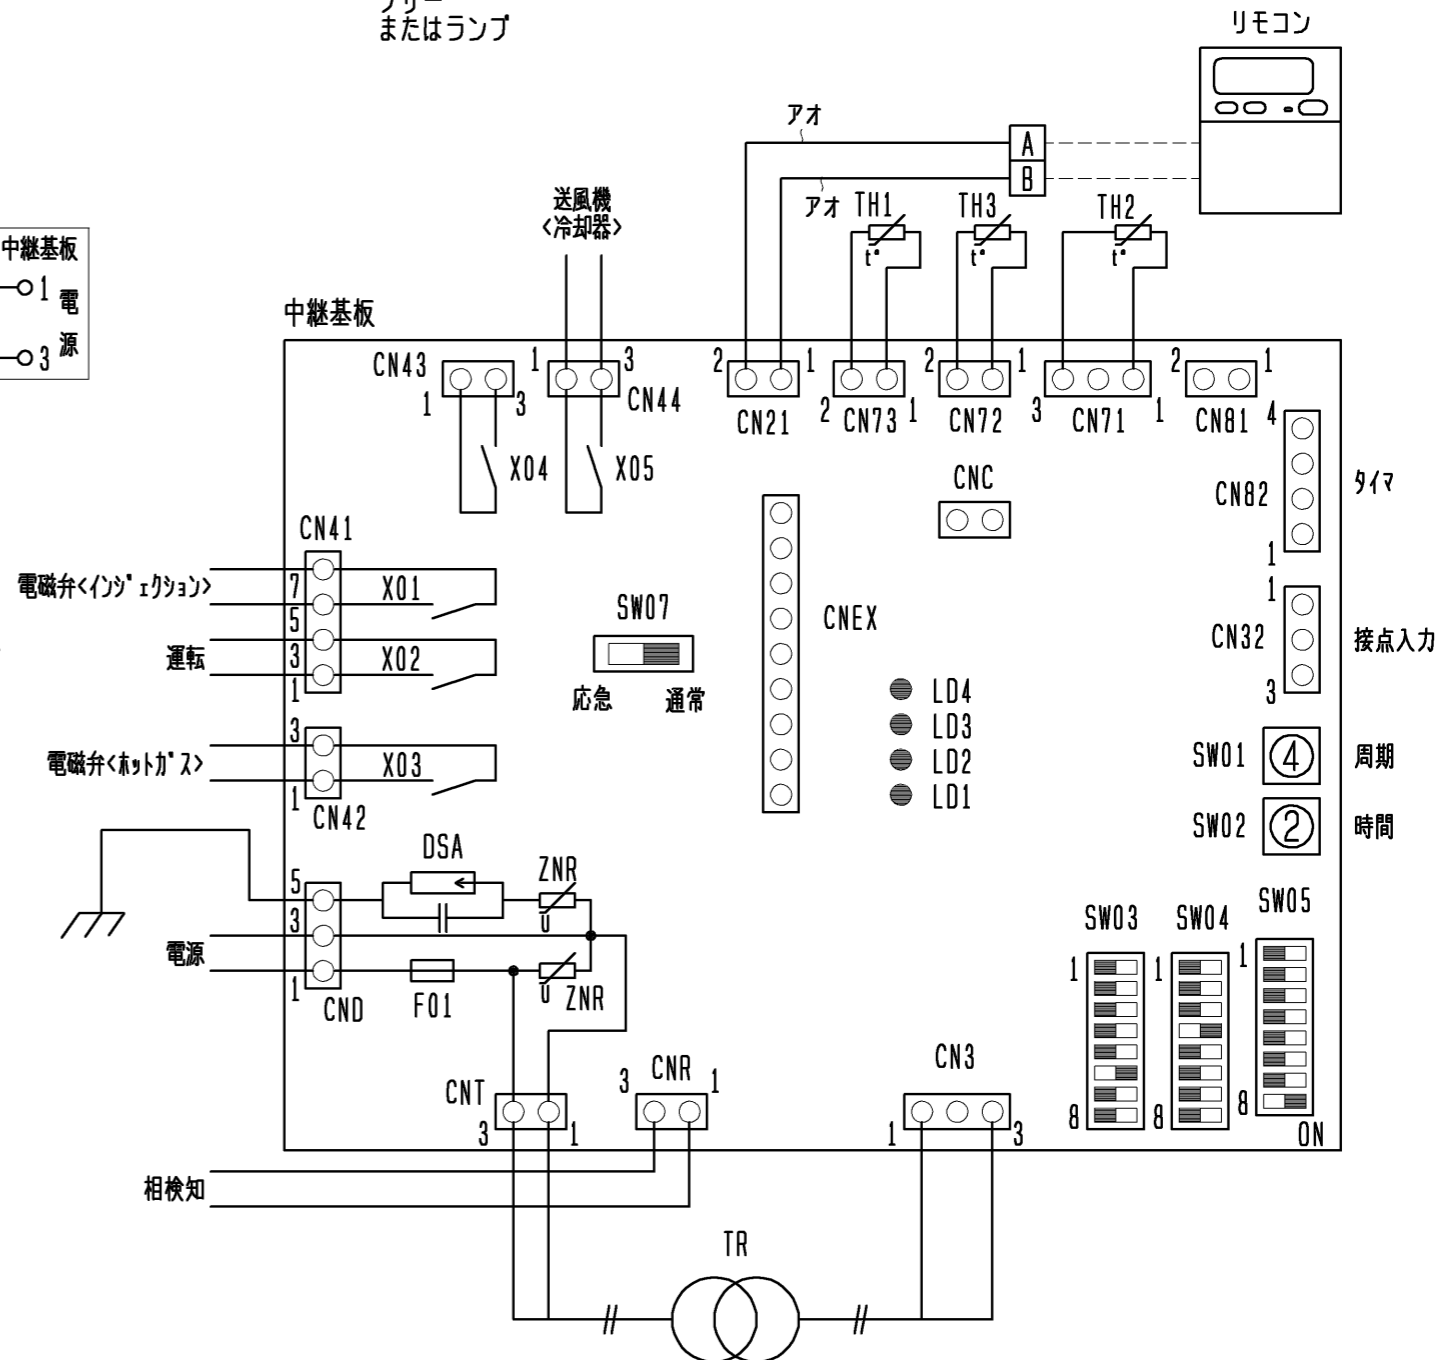 またはランプ
リモコン
アオ
A
B
アオ
送風機
<冷却器>
TH1
t°
TH3
t°
TH2
t°
中継基板
1 電
3 源
中継基板
CN43
1
3
1
3
CN44
2
1
CN21
2
CN73
1
2
1
CN72
3
CN71
1
2
1
CN81
4
CN82
1
タイマ
X04
X05
CNC
CN41
電磁弁<インジェクション>
7
X01
5
運転
3
X02
1
SW07
応急
通常
CNEX
1
CN32
3
接点入力
LD4
LD3
LD2
LD1
3
電磁弁<ホットガス>
X03
1
CN42
SW01
4
周期
SW02
2
時間
DSA
ZNR
U
5
3
電源
1
CND
F01
U
ZNR
SW03
1
8
SW04
1
8
SW05
1
8
ON
CNT
3
1
3
CNR
1
CN3
1
3
相検知
TR